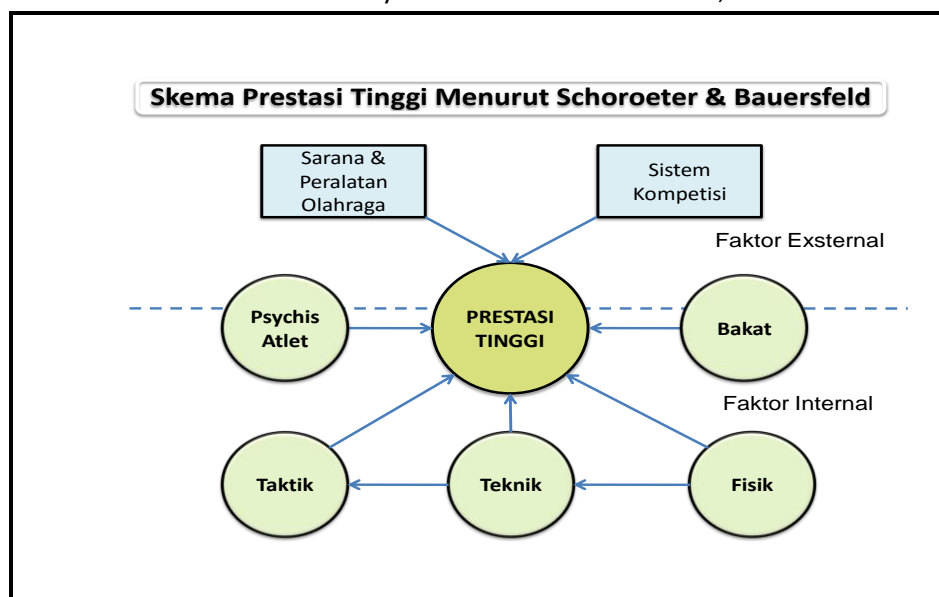 Skema Prestasi Tinggi Menurut Schoroeter & Bauersfeld
Sarana &
Peralatan
Olahraga
Sistem
Kompetisi
Faktor Exsternal
Psychis
Atlet
PRESTASI
TINGGI
Bakat
Faktor Internal
Taktik
Teknik
Fisik